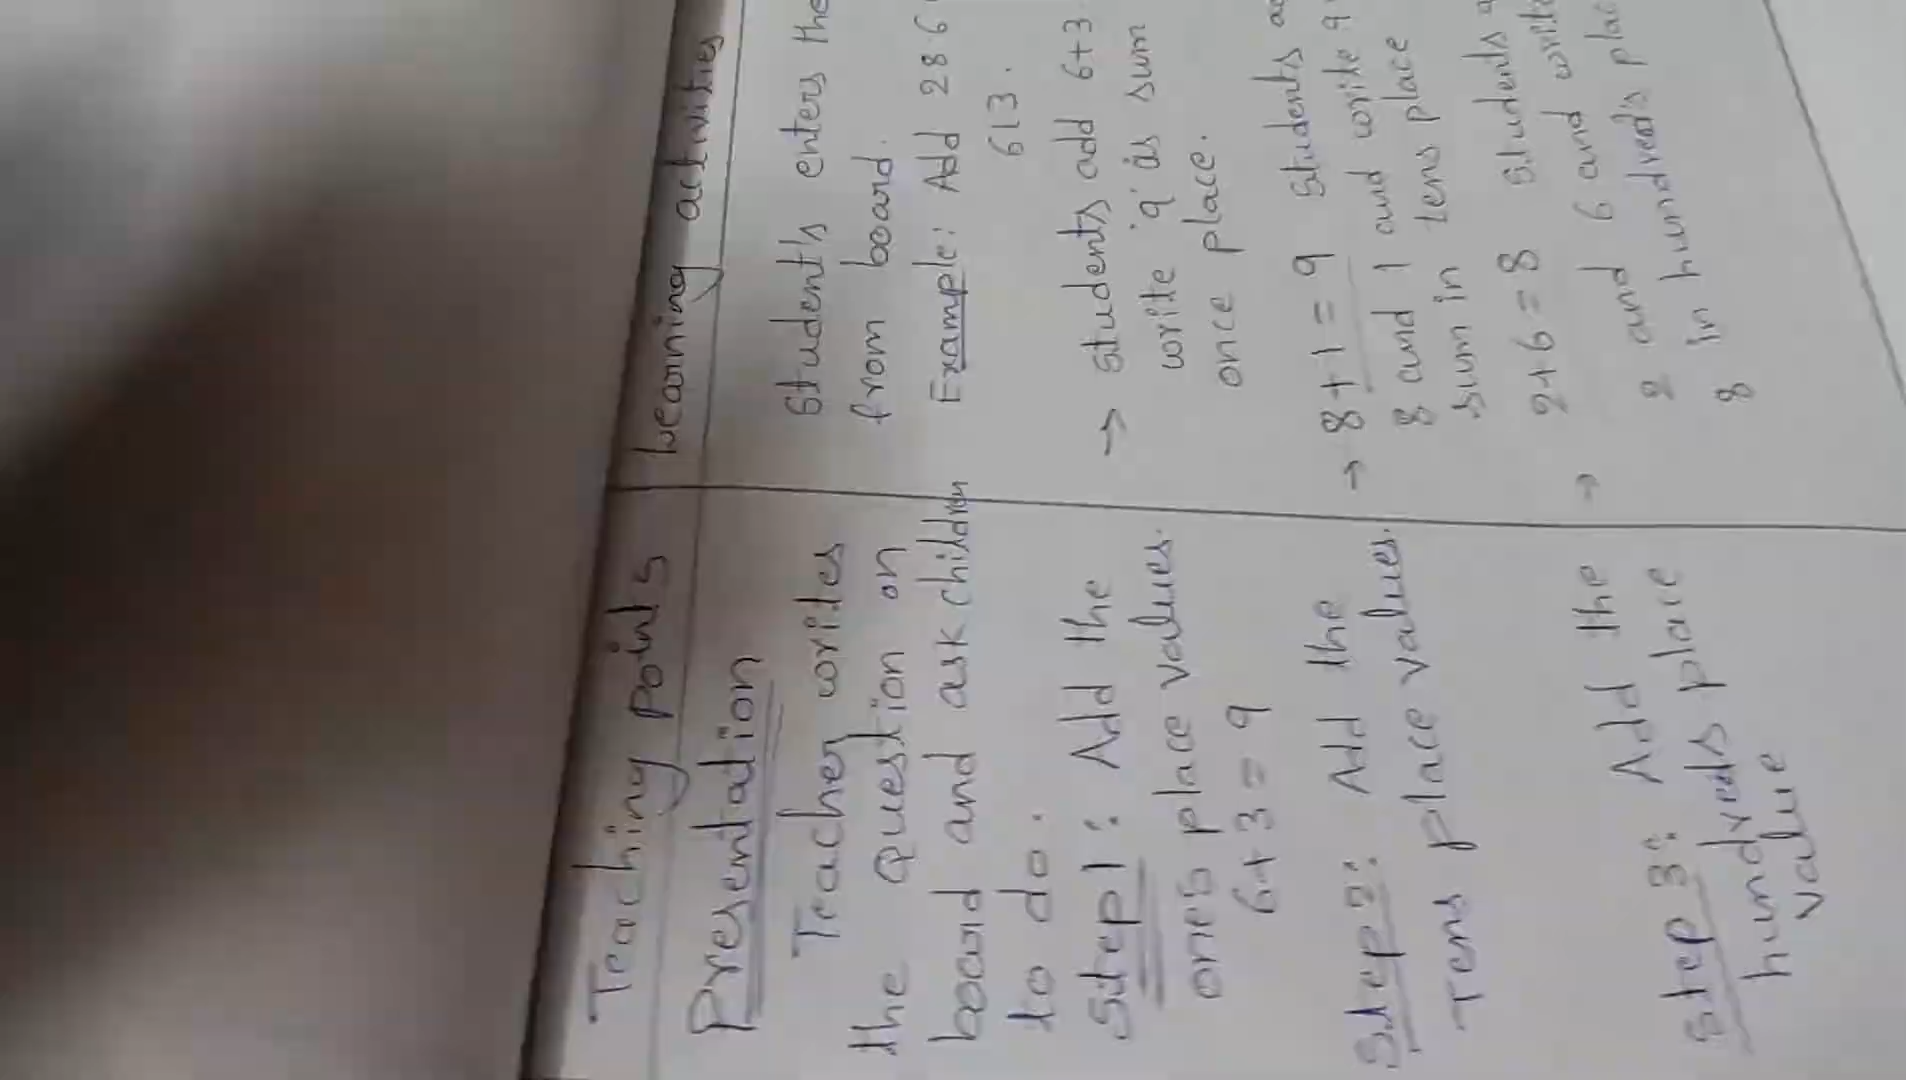 Teaching points
Presentation
Teacher writes
the Question on
board and ask children
to do.
Step 1: Add the
ones place values.
6+3=9
Step 2: Add the
Tens place values.
Step 3: Add the
hundreds place
value
learning activities
Students enters the
from board.
Example: Add 286
613.
→ Students add 6+3
write '9' as sum
once place.
→ 8+1=9 Students
8 and 1 and write 9
sum in tens place
→ 2+6=8 Students
2 and 6 and write
8 in hundred's